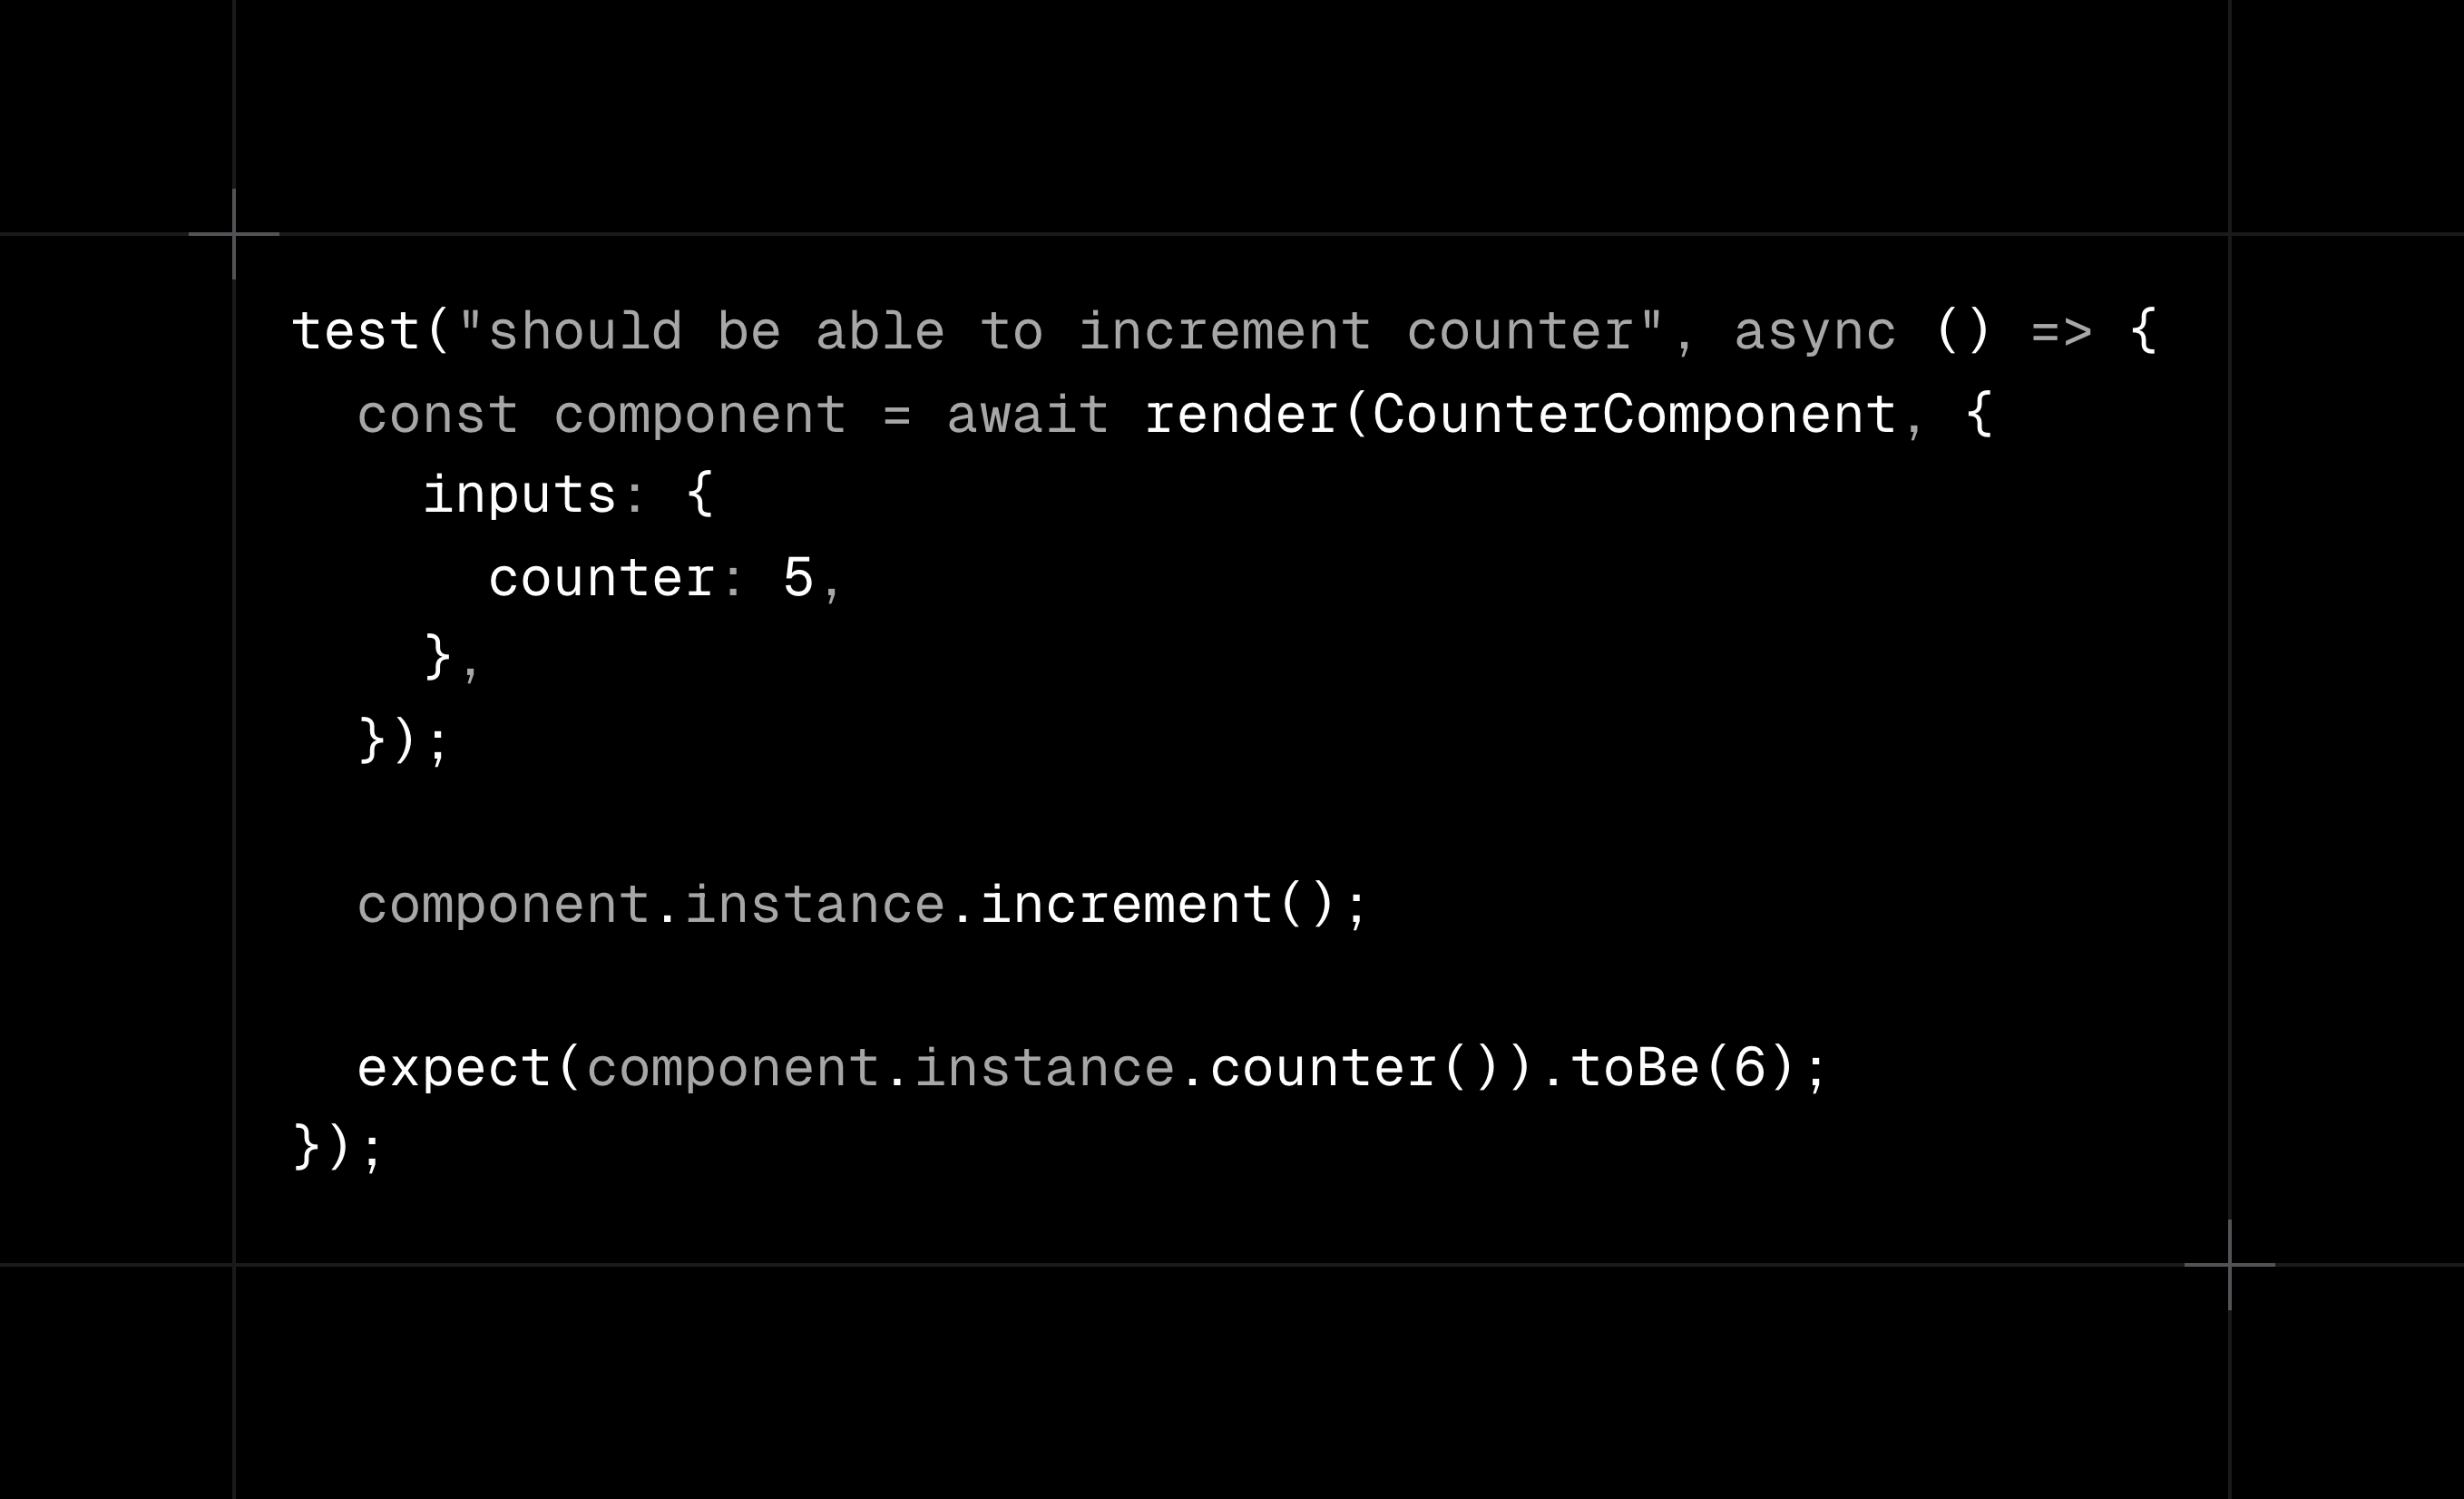 test("should be able to increment counter", async () => {
  const component = await render(CounterComponent, {
    inputs: {
      counter: 5,
    },
  });

  component.instance.increment();

  expect(component.instance.counter()).toBe(6);
});